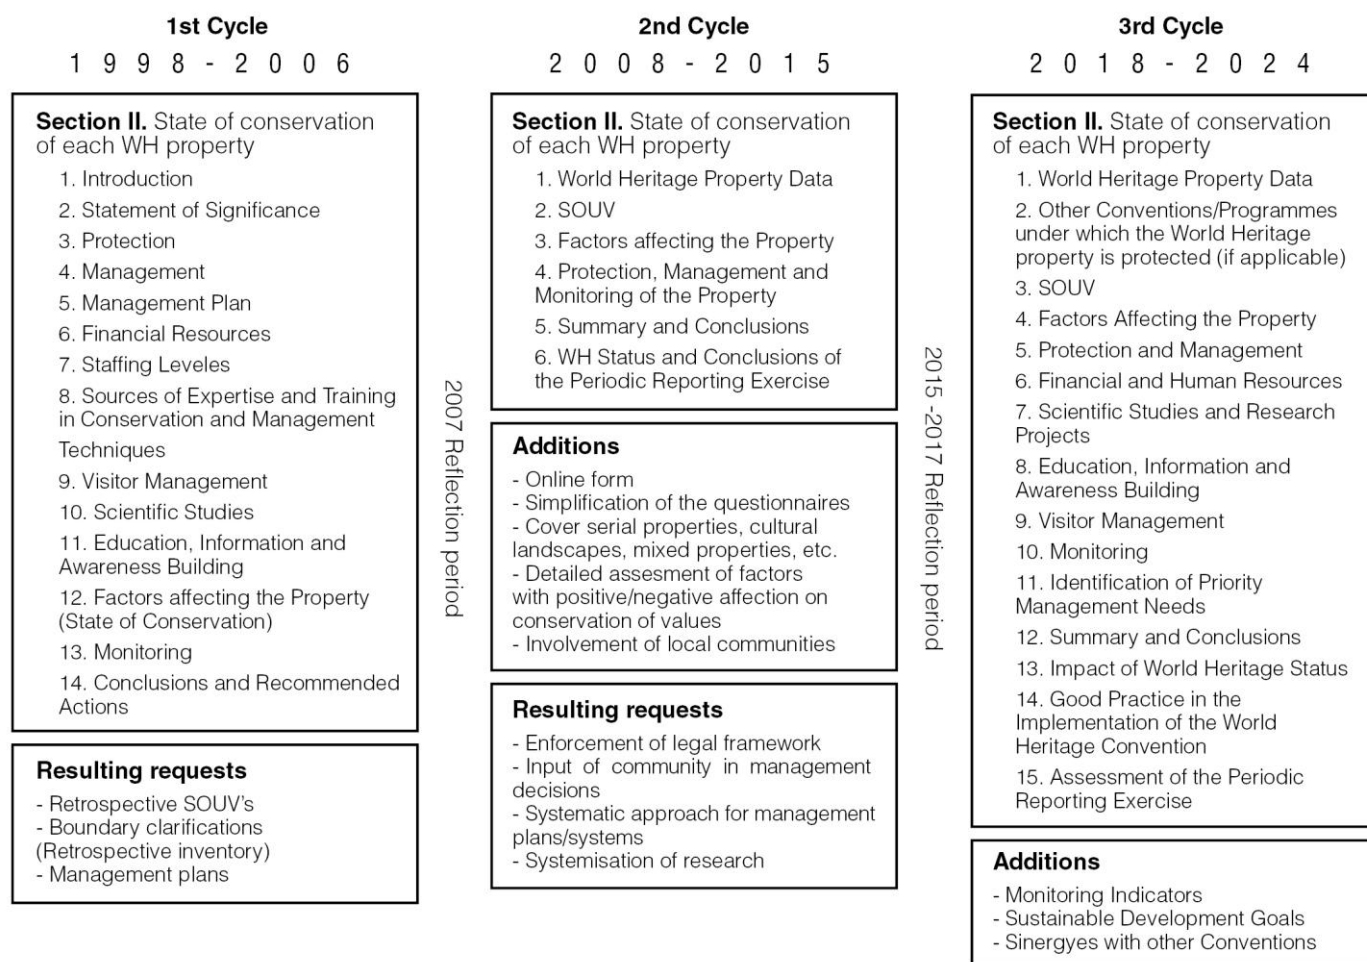 1st Cycle
1 9 9 8 - 2 0 0 6
Section II. State of conservation
of each WH property
1. Introduction
2. Statement of Significance
3. Protection
4. Management
5. Management Plan
6. Financial Resources
7. Staffing Leveles
8. Sources of Expertise and Training
in Conservation and Management
Techniques
9. Visitor Management
10. Scientific Studies
11. Education, Information and
Awareness Building
12. Factors affecting the Property
(State of Conservation)
13. Monitoring
14. Conclusions and Recommended
Actions
Resulting requests
- Retrospective SOUV's
- Boundary clarifications
(Retrospective inventory)
- Management plans
2007 Reflection period
2nd Cycle
2 0 0 8 - 2 0 1 5
Section II. State of conservation
of each WH property
1. World Heritage Property Data
2. SOUV
3. Factors affecting the Property
4. Protection, Management and
Monitoring of the Property
5. Summary and Conclusions
6. WH Status and Conclusions of
the Periodic Reporting Exercise
Additions
- Online form
- Simplification of the questionnaires
- Cover serial properties, cultural
landscapes, mixed properties, etc.
- Detailed assesment of factors
with positive/negative affection on
conservation of values
- Involvement of local communities
Resulting requests
- Enforcement of legal framework
- Input of community in management
decisions
- Systematic approach for management
plans/systems
- Systemisation of research
2015 -2017 Reflection period
3rd Cycle
2 0 1 8 - 2 0 2 4
Section II. State of conservation
of each WH property
1. World Heritage Property Data
2. Other Conventions/Programmes
under which the World Heritage
property is protected (if applicable)
3. SOUV
4. Factors Affecting the Property
5. Protection and Management
6. Financial and Human Resources
7. Scientific Studies and Research
Projects
8. Education, Information and
Awareness Building
9. Visitor Management
10. Monitoring
11. Identification of Priority
Management Needs
12. Summary and Conclusions
13. Impact of World Heritage Status
14. Good Practice in the
Implementation of the World
Heritage Convention
15. Assessment of the Periodic
Reporting Exercise
Additions
- Monitoring Indicators
- Sustainable Development Goals
- Sinergyes with other Conventions